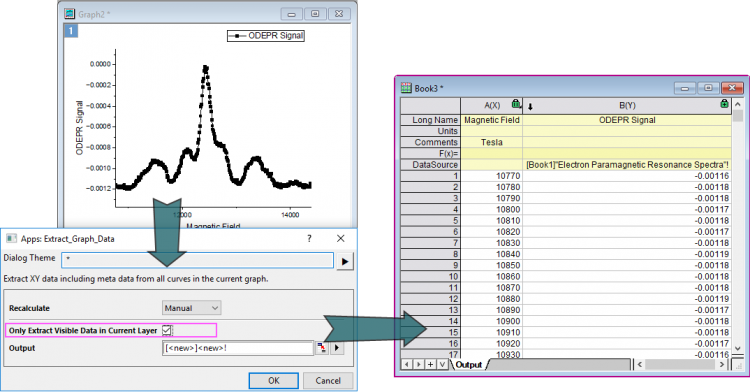 Graph2 *
1
ODEPR Signal
0.0000
-0.0002
-0.0004
-0.0006
-0.0008
-0.0010
-0.0012
ODEPR Signal
12000
14000
Magnetic Field
Apps: Extract_Graph_Data
?
Dialog Theme *
Extract XY data including meta data from all curves in the current graph.
Recalculate Manual
Only Extract Visible Data in Current Layer
Output [<new>]<new>!
OK Cancel
Book3 *
A(X) B(Y)
Long Name Magnetic Field ODEPR Signal
Units
Comments Tesla
F(x)=
DataSource [Book1]"Electron Paramagnetic Resonance Spectra"!
1 10770 -0.00116
2 10780 -0.00118
3 10790 -0.00118
4 10800 -0.00117
5 10810 -0.00118
6 10820 -0.00117
7 10830 -0.00118
8 10840 -0.00119
9 10850 -0.00118
10 10860 -0.00118
11 10870 -0.00118
12 10880 -0.00119
13 10890 -0.00117
14 10900 -0.00118
15 10910 -0.00118
16 10920 -0.00117
17 10930 -0.00116
Output